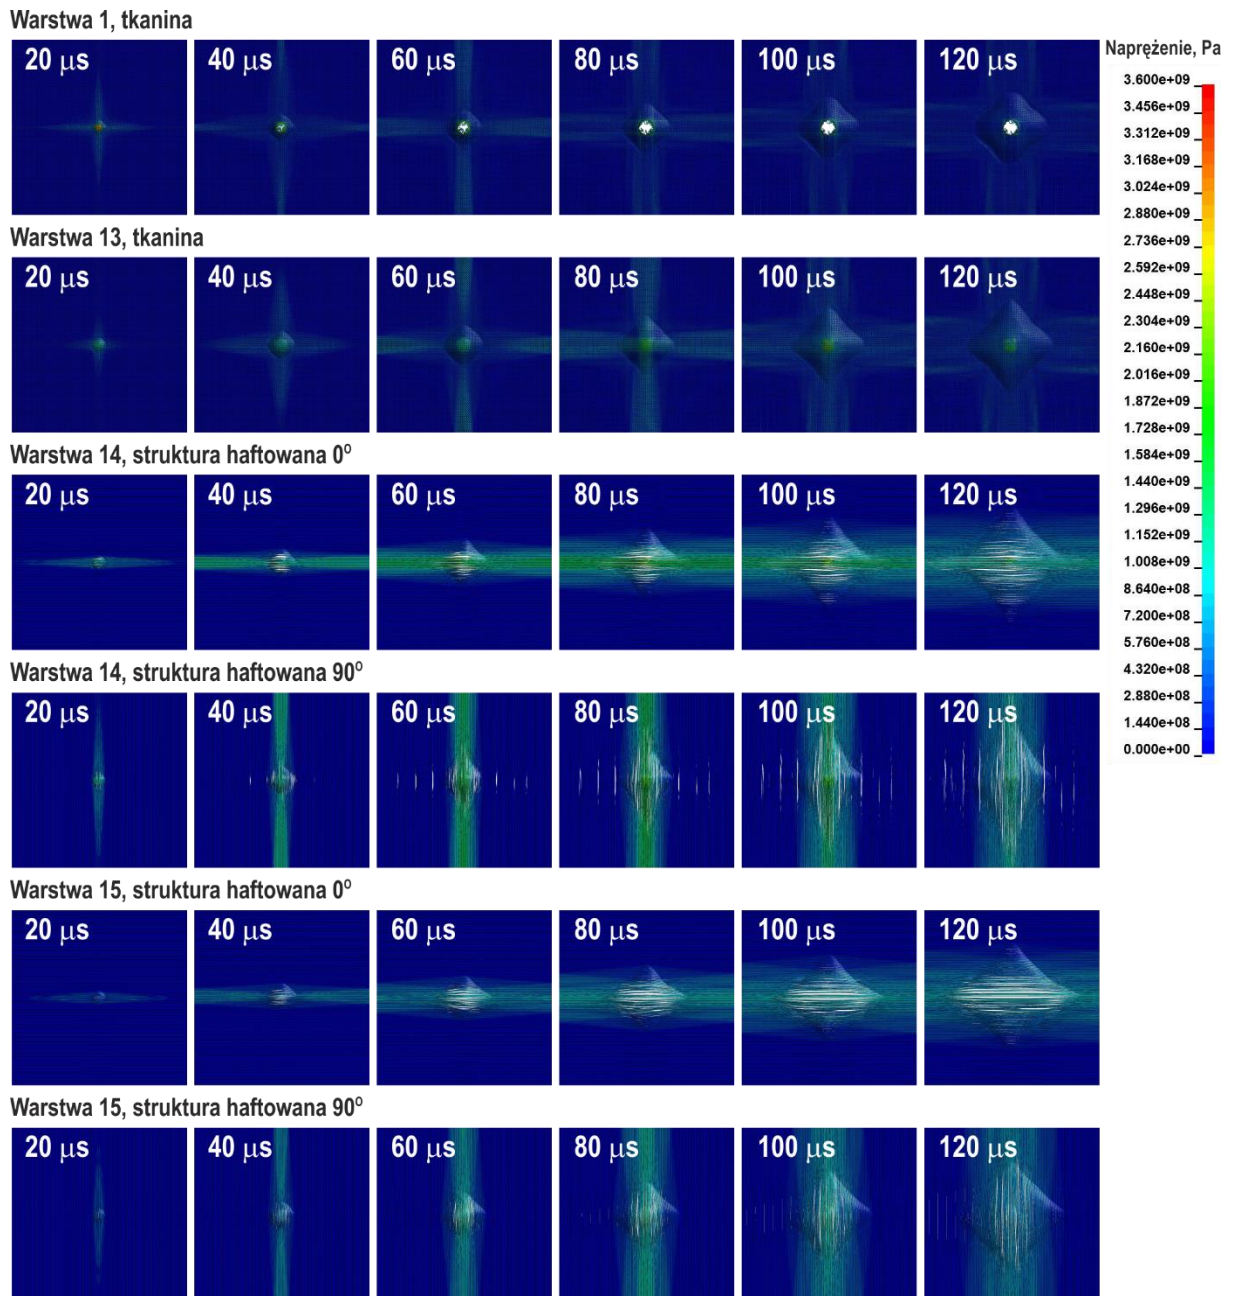 Warstwa 1, tkanina
20 μs 40 μs 60 μs 80 μs 100 μs 120 μs
Warstwa 13, tkanina
20 μs 40 μs 60 μs 80 μs 100 μs 120 μs
Warstwa 14, struktura haftowana 0°
20 μs 40 μs 60 μs 80 μs 100 μs 120 μs
Warstwa 14, struktura haftowana 90°
20 μs 40 μs 60 μs 80 μs 100 μs 120 μs
Warstwa 15, struktura haftowana 0°
20 μs 40 μs 60 μs 80 μs 100 μs 120 μs
Warstwa 15, struktura haftowana 90°
20 μs 40 μs 60 μs 80 μs 100 μs 120 μs
Naprężenie, Pa
3.600e+09
3.456e+09
3.312e+09
3.168e+09
3.024e+09
2.880e+09
2.736e+09
2.592e+09
2.448e+09
2.304e+09
2.160e+09
2.016e+09
1.872e+09
1.728e+09
1.584e+09
1.440e+09
1.296e+09
1.152e+09
1.008e+09
8.640e+08
7.200e+08
5.760e+08
4.320e+08
2.880e+08
1.440e+08
0.000e+00